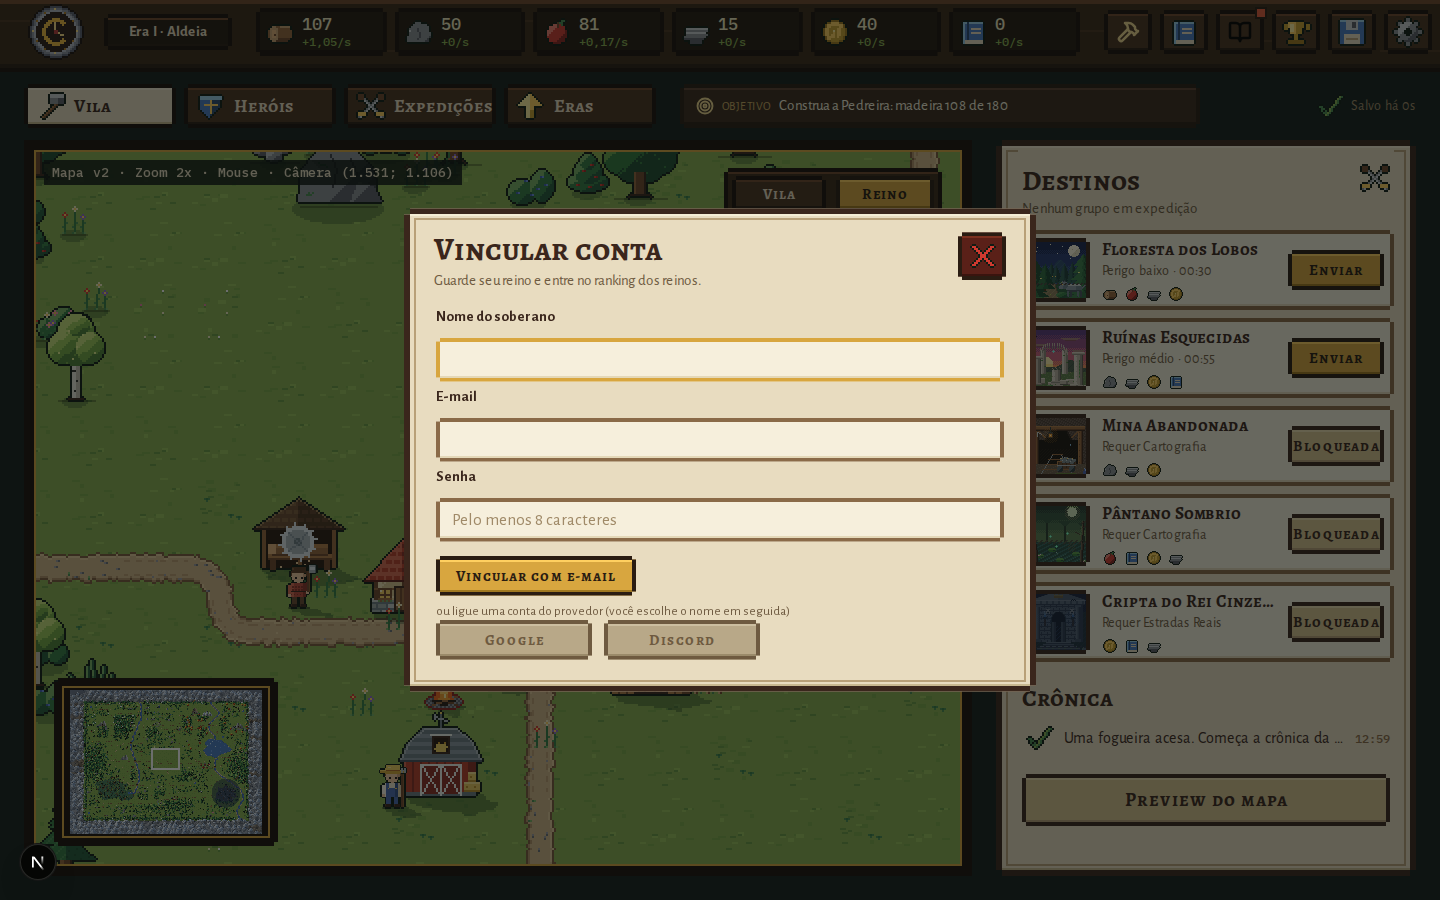 Era I · Aldeia
107
+1,05/s
50
+0/s
81
+0,17/s
15
+0/s
40
+0/s
0
+0/s
Vila
Heróis
Expedições
Eras
OBJETIVO Construa a Pedreira: madeira 108 de 180
Salvo há 0s
Mapa v2 · Zoom 2x · Mouse · Câmera (1.531; 1.106)
Vila
Reino
Vincular conta
Guarde seu reino e entre no ranking dos reinos.
Nome do soberano
E-mail
Senha
Pelo menos 8 caracteres
Vincular com e-mail
ou ligue uma conta do provedor (você escolhe o nome em seguida)
Google
Discord
Destinos
Nenhum grupo em expedição
Floresta dos Lobos
Perigo baixo · 00:30
Enviar
Ruínas Esquecidas
Perigo médio · 00:55
Enviar
Mina Abandonada
Requer Cartografia
Bloqueada
Pântano Sombrio
Requer Cartografia
Bloqueada
Cripta do Rei Cinze...
Requer Estradas Reais
Bloqueada
Crônica
Uma fogueira acesa. Começa a crônica da ... 12:59
Preview do mapa
N